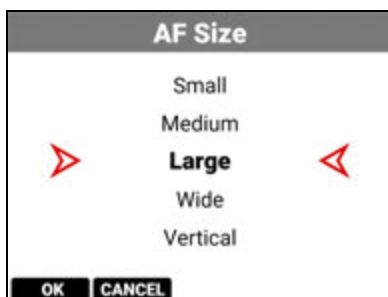 AF Size
Small
Medium
Large
Wide
Vertical
OK CANCEL